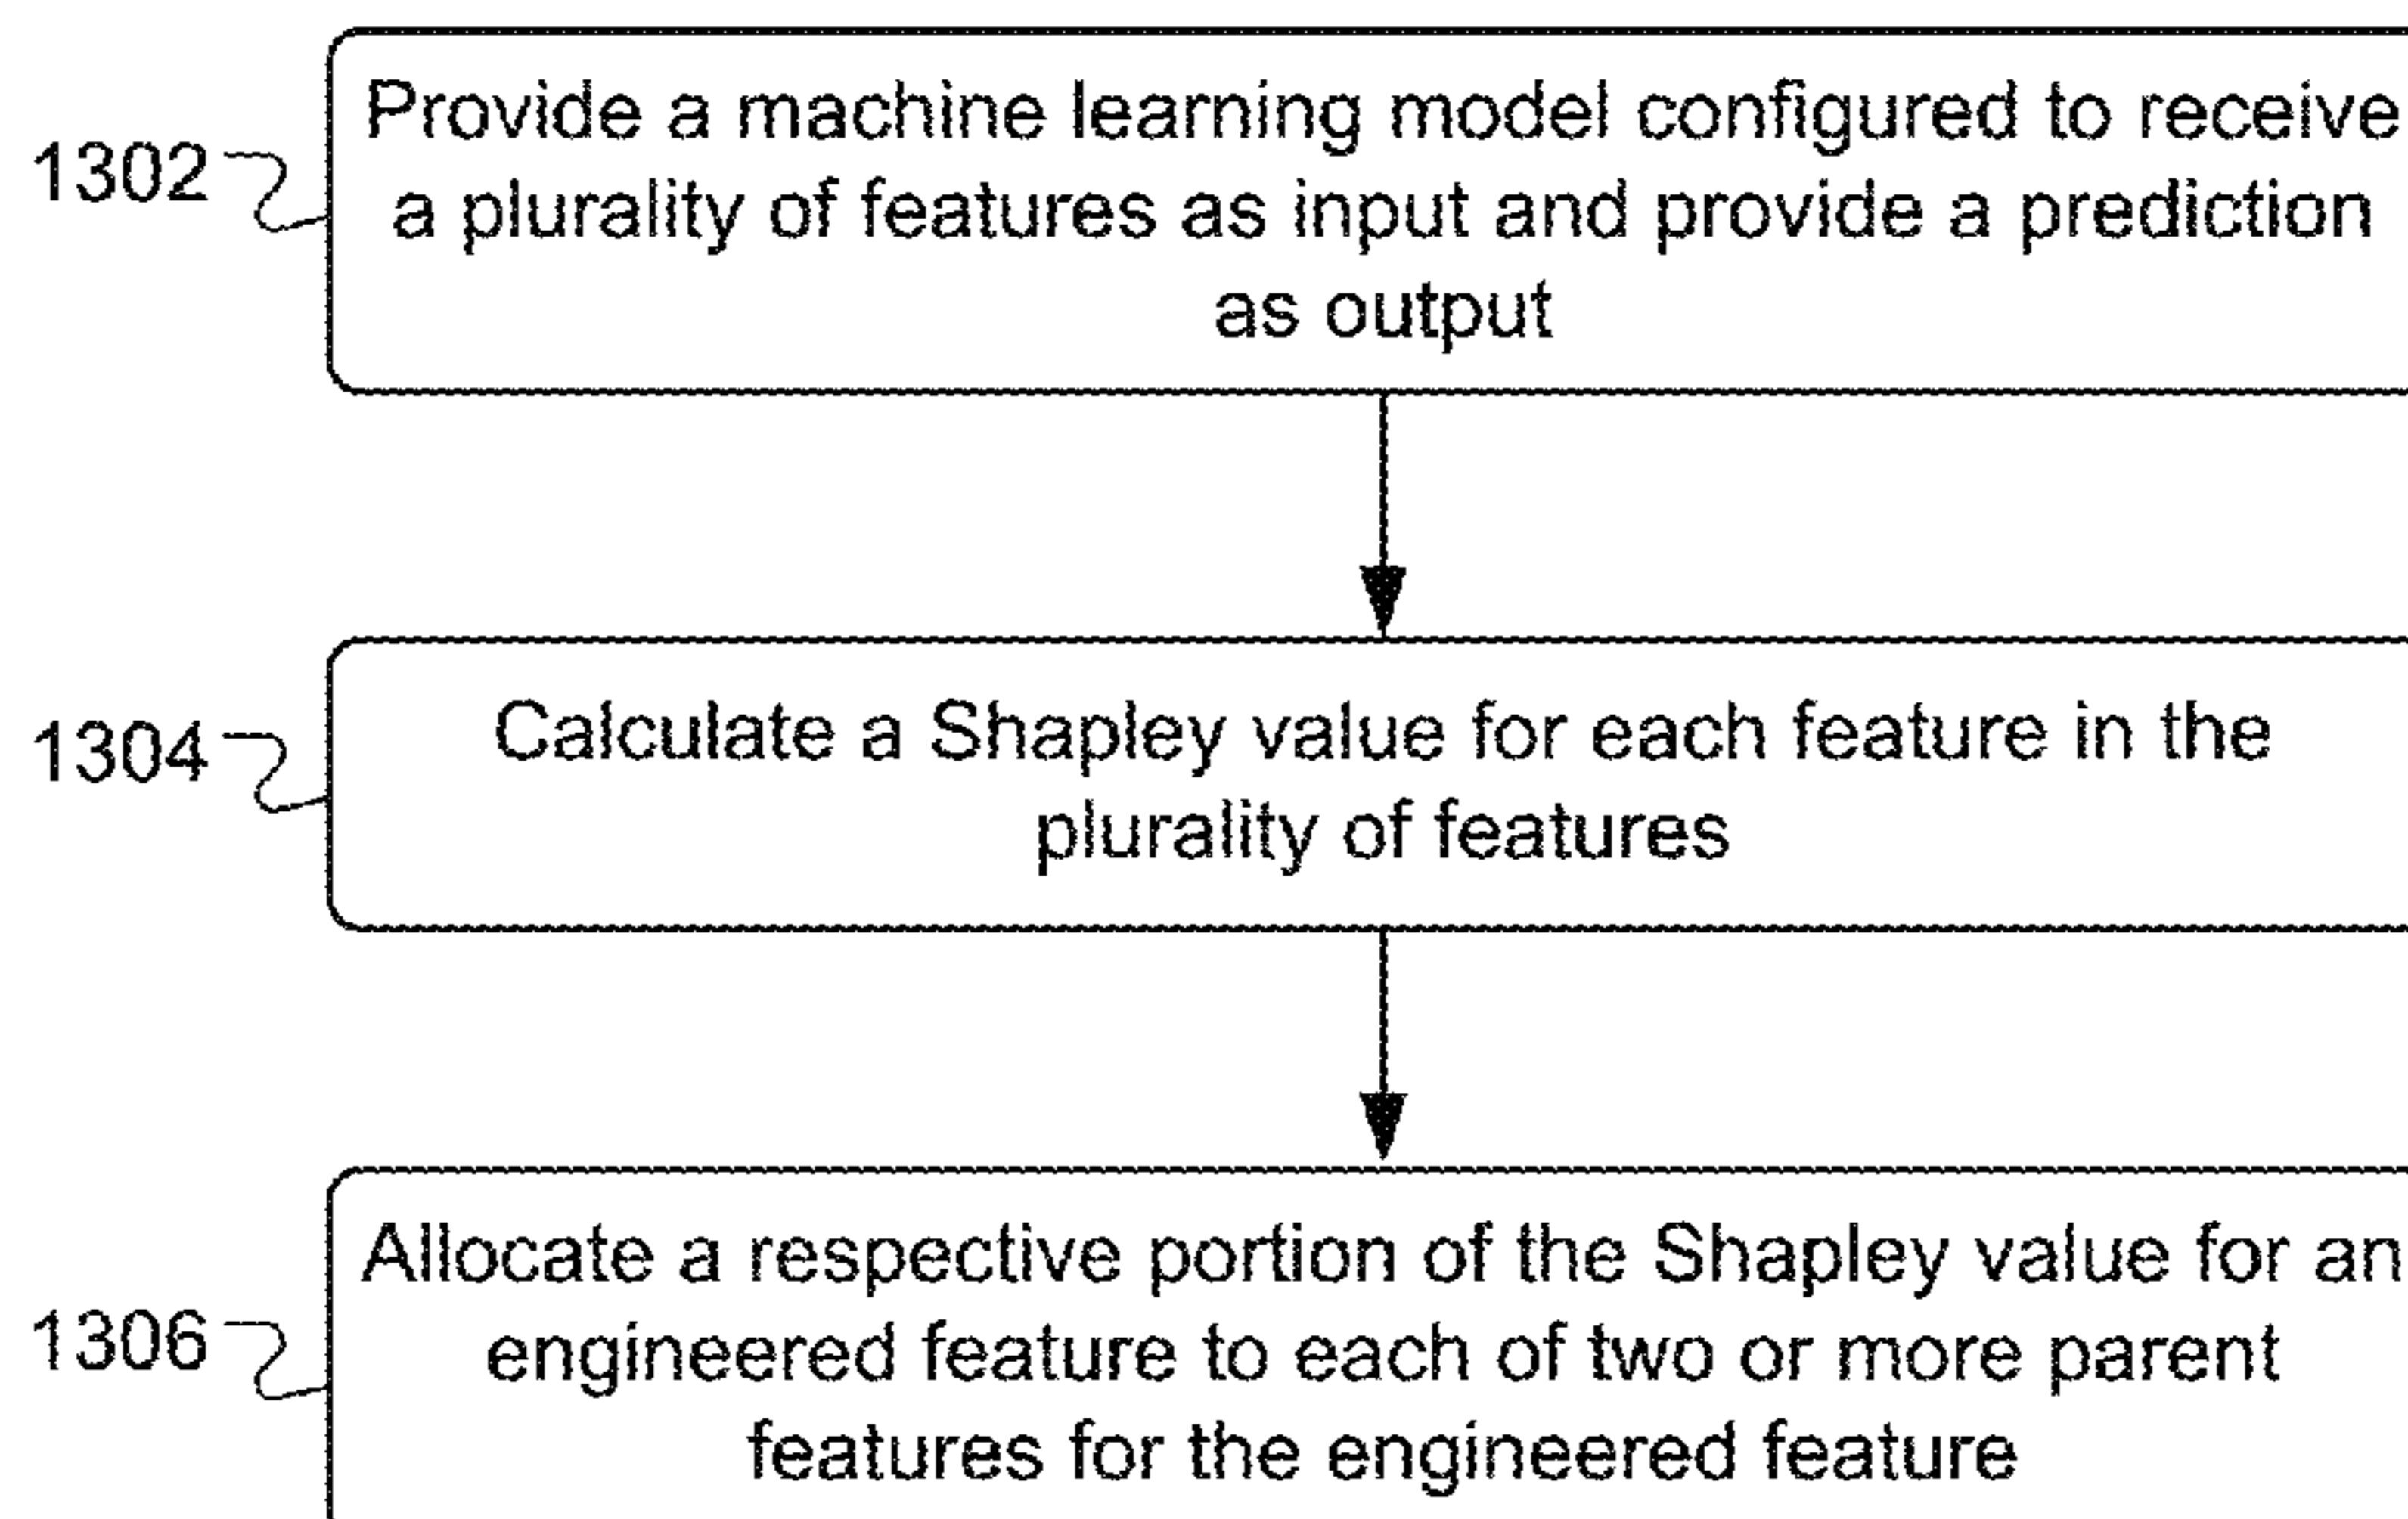 1302
Provide a machine learning model configured to receive
a plurality of features as input and provide a prediction
as output
1304
Calculate a Shapley value for each feature in the
plurality of features
1306
Allocate a respective portion of the Shapley value for an
engineered feature to each of two or more parent
features for the engineered feature